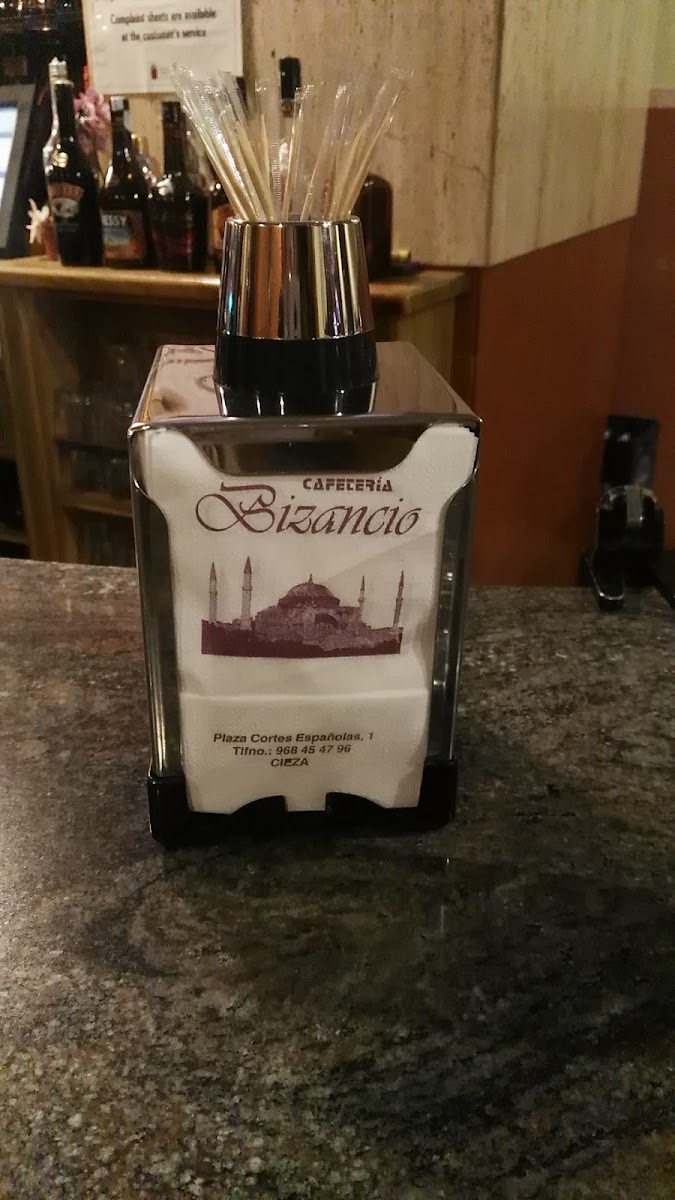 Complaint sheets are available
at the customer's service
CAFETERÍA
Bizancio
Plaza Cortes Españolas, 1
Tlfno.: 968 45 47 96
CIEZA